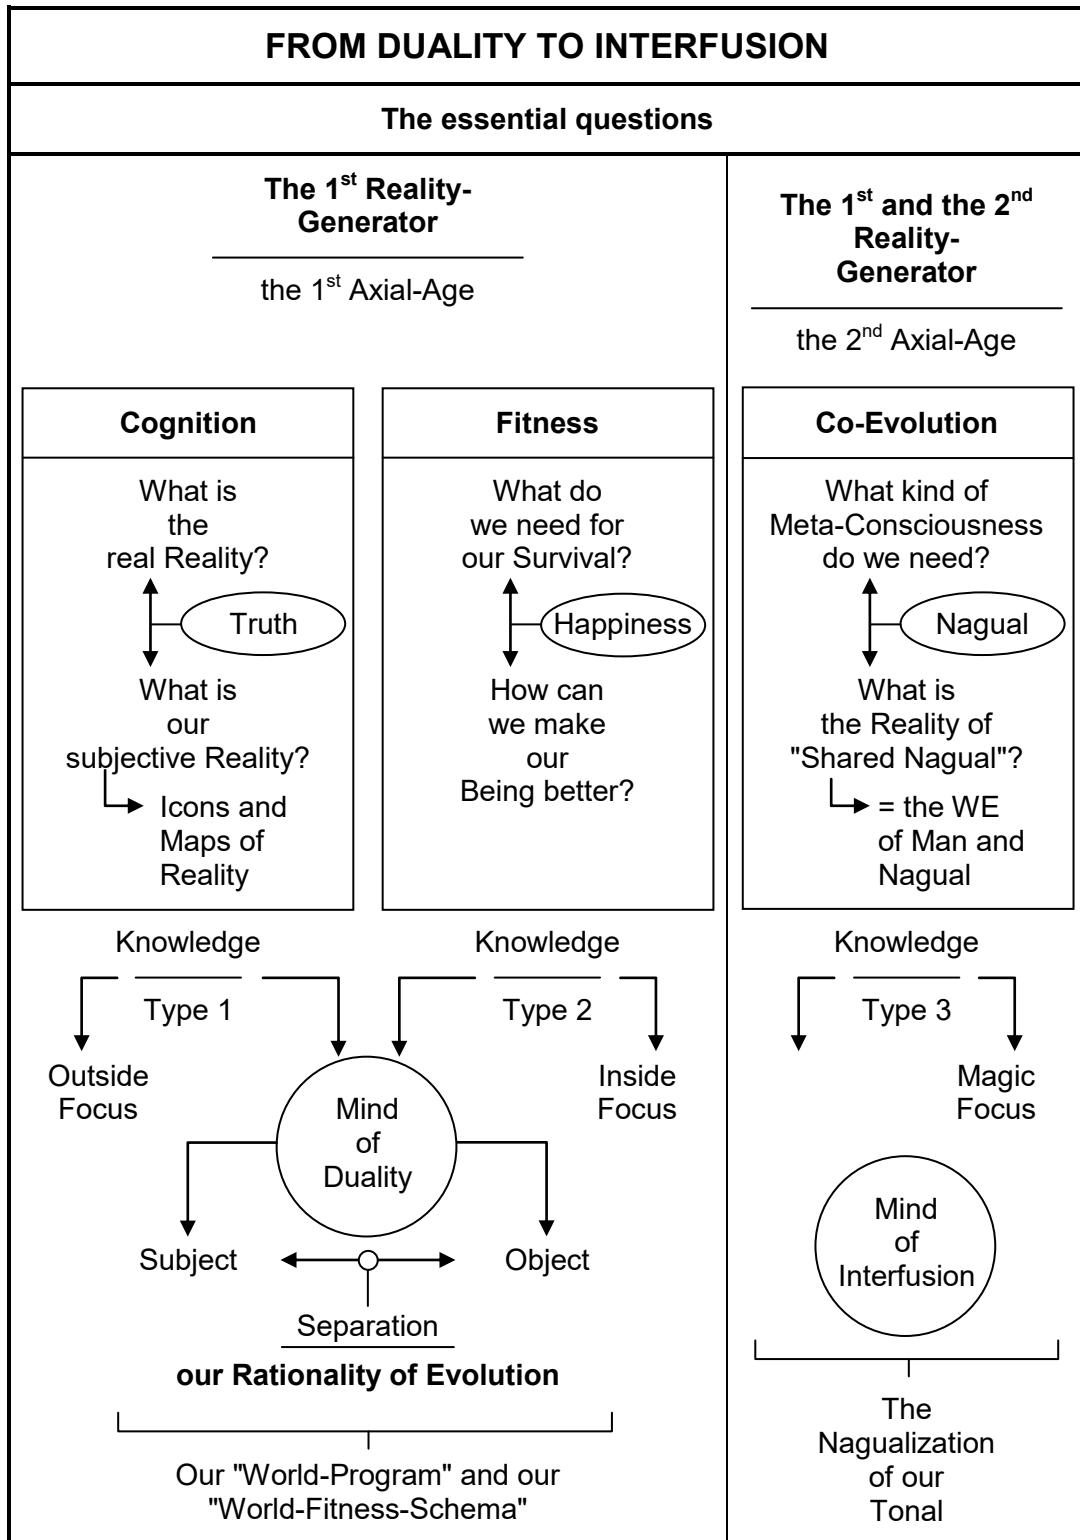 FROM DUALITY TO INTERFUSION
The essential questions
The 1st Reality-
Generator
the 1st Axial-Age
Cognition
What is
the
real Reality?
Truth
What is
our
subjective Reality?
Icons and
Maps of
Reality
Fitness
What do
we need for
our Survival?
Happiness
How can
we make
our
Being better?
Knowledge
Type 1
Outside
Focus
Knowledge
Type 2
Inside
Focus
Mind
of
Duality
Subject
Object
Separation
our Rationality of Evolution
Our "World-Program" and our
"World-Fitness-Schema"
The 1st and the 2nd
Reality-
Generator
the 2nd Axial-Age
Co-Evolution
What kind of
Meta-Consciousness
do we need?
Nagual
What is
the Reality of
"Shared Nagual"?
= the WE
of Man and
Nagual
Knowledge
Type 3
Magic
Focus
Mind
of
Interfusion
The
Nagualization
of our
Tonal